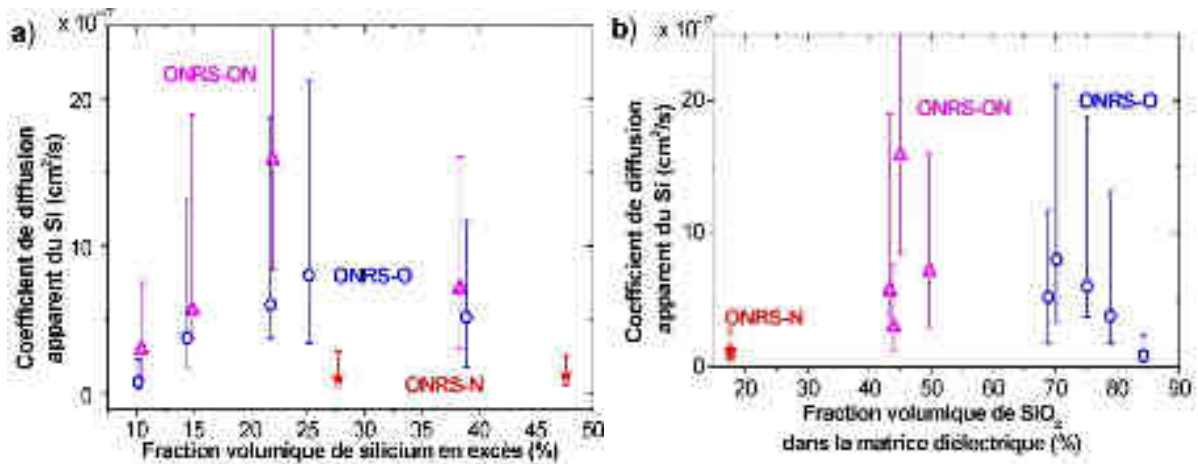 a)
x 10
ONRS-ON
ONRS-O
ONRS-N
Coefficient de diffusion
apparent du Si (cm²/s)
20
10
0
10 15 20 25 30 35 40 45 50
Fraction volumique de silicium en excès (%)
b)
x 10
ONRS-ON
ONRS-O
ONRS-N
Coefficient de diffusion
apparent du Si (cm²/s)
20
10
0
20 30 40 50 60 70 80 90
Fraction volumique de SiO₂
dans la matrice diélectrique (%)